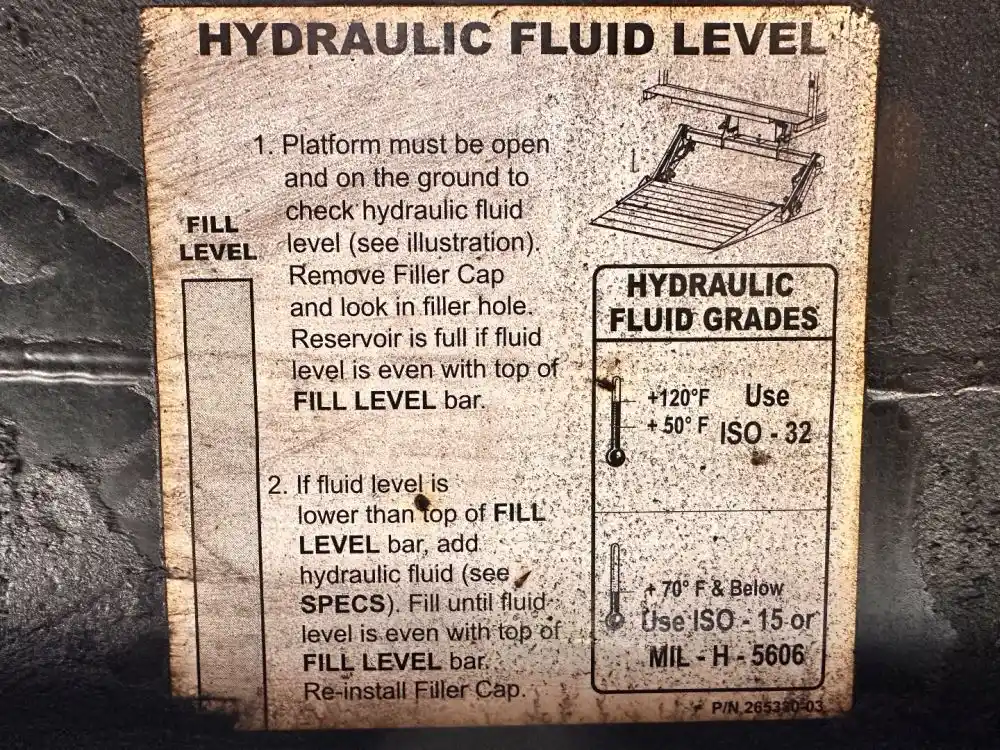 HYDRAULIC FLUID LEVEL
1. Platform must be open
and on the ground to
check hydraulic fluid
level (see illustration).
Remove Filler Cap
and look in filler hole.
Reservoir is full if fluid
level is even with top of
FILL LEVEL bar.
2. If fluid level is
lower than top of FILL
LEVEL bar, add
hydraulic fluid (see
SPECS). Fill until fluid
level is even with top of
FILL LEVEL bar.
Re-install Filler Cap.
FILL
LEVEL
HYDRAULIC
FLUID GRADES
+120°F Use
+ 50° F ISO - 32
+ 70° F & Below
Use ISO - 15 or
MIL - H - 5606
P/N